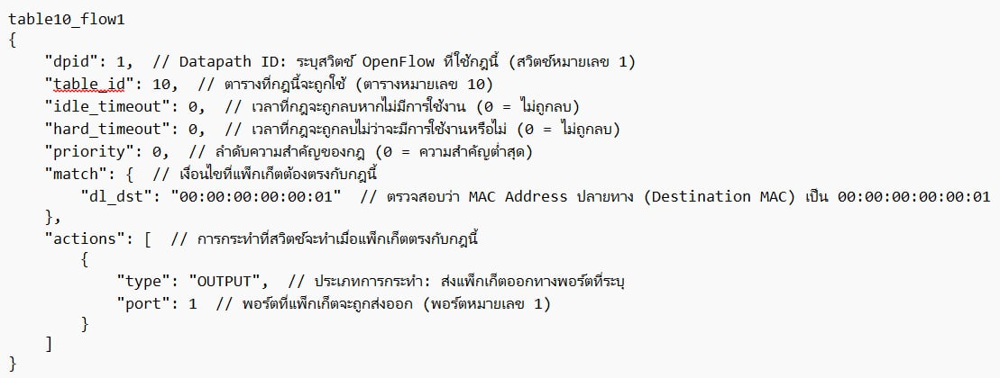 table10_flow1
{
    "dpid": 1,  // Datapath ID: ระบุสวิตช์ OpenFlow ที่ใช้กฎนี้ (สวิตช์หมายเลข 1)
    "table_id": 10,  // ตารางที่กฎนี้จะถูกใช้ (ตารางหมายเลข 10)
    "idle_timeout": 0,  // เวลาที่กฎจะถูกลบหากไม่มีการใช้งาน (0 = ไม่ถูกลบ)
    "hard_timeout": 0,  // เวลาที่กฎจะถูกลบไม่ว่าจะมีการใช้งานหรือไม่ (0 = ไม่ถูกลบ)
    "priority": 0,  // ลำดับความสำคัญของกฎ (0 = ความสำคัญต่ำสุด)
    "match": {  // เงื่อนไขที่แพ็กเก็ตต้องตรงกับกฎนี้
        "dl_dst": "00:00:00:00:00:01"  // ตรวจสอบว่า MAC Address ปลายทาง (Destination MAC) เป็น 00:00:00:00:00:01
    },
    "actions": [  // การกระทำที่สวิตช์จะทำเมื่อแพ็กเก็ตตรงกับกฎนี้
        {
            "type": "OUTPUT",  // ประเภทการกระทำ: ส่งแพ็กเก็ตออกทางพอร์ตที่ระบุ
            "port": 1  // พอร์ตที่แพ็กเก็ตจะถูกส่งออก (พอร์ตหมายเลข 1)
        }
    ]
}